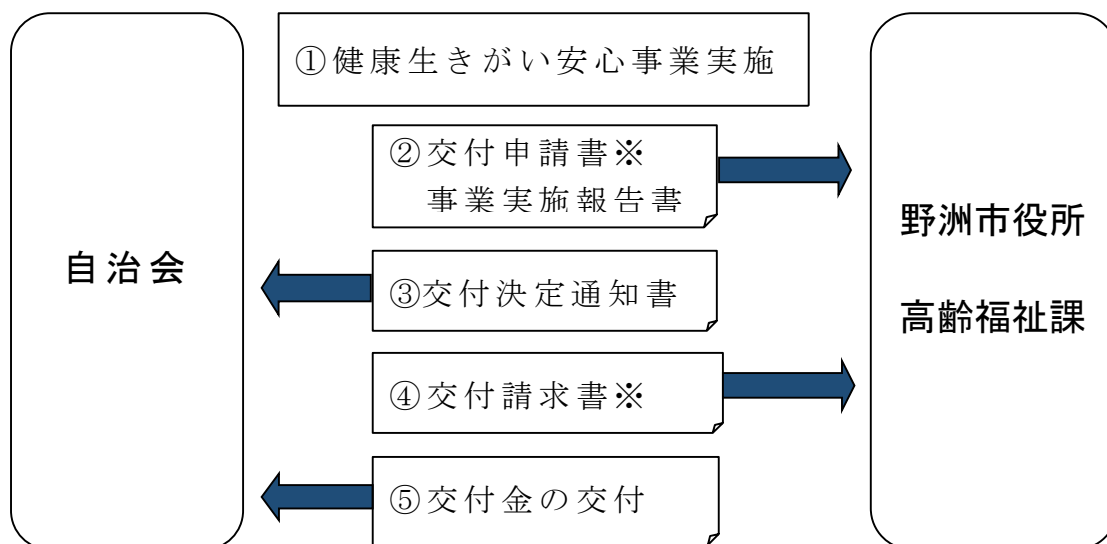 ①健康生きがい安心事業実施
②交付申請書※
事業実施報告書
自治会
③交付決定通知書
④交付請求書※
⑤交付金の交付
野洲市役所
高齢福祉課